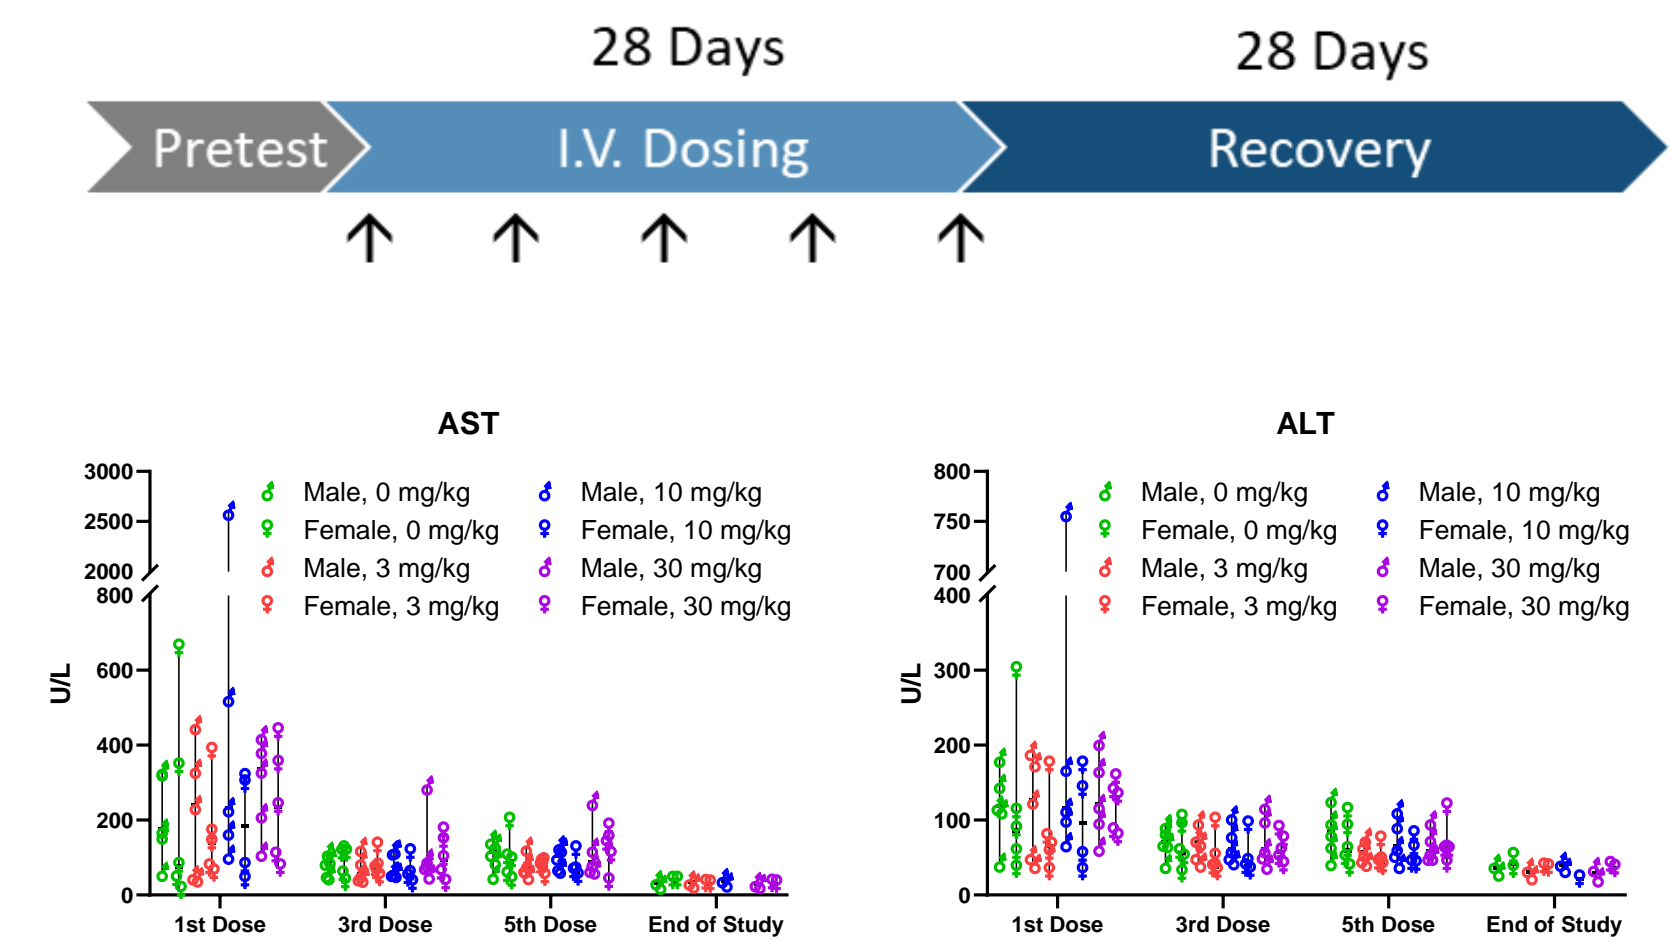 28 Days
28 Days
Pretest
I.V. Dosing
Recovery
AST
3000
2500
2000
800
600
400
200
0
U/L
Male, 0 mg/kg
Female, 0 mg/kg
Male, 3 mg/kg
Female, 3 mg/kg
Male, 10 mg/kg
Female, 10 mg/kg
Male, 30 mg/kg
Female, 30 mg/kg
1st Dose
3rd Dose
5th Dose
End of Study
ALT
800
750
700
400
300
200
100
0
U/L
Male, 0 mg/kg
Female, 0 mg/kg
Male, 3 mg/kg
Female, 3 mg/kg
Male, 10 mg/kg
Female, 10 mg/kg
Male, 30 mg/kg
Female, 30 mg/kg
1st Dose
3rd Dose
5th Dose
End of Study